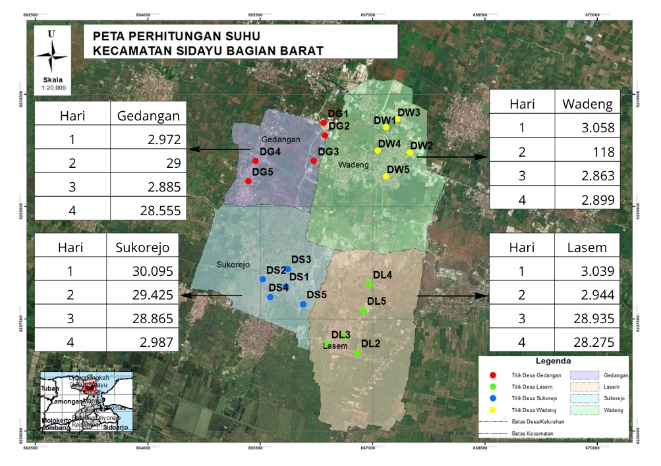 PETA PERHITUNGAN SUHU
KECAMATAN SIDAYU BAGIAN BARAT
U
Skala
1:20,000
Hari Gedangan
1 2.972
2 29
3 2.885
4 28.555
Hari Wadeng
1 3.058
2 118
3 2.863
4 2.899
Hari Sukorejo
1 30.095
2 29.425
3 28.865
4 2.987
Hari Lasem
1 3.039
2 2.944
3 28.935
4 28.275
DG1
DG2
Gedangan
DG4
DG3
DG5
DW3
DW1
DW4
DW2
Wadeng
DW5
Sukorejo
DS3
DS2
DS1
DS4
DS5
DL4
DL5
DL3
Lasem
DL2
Legenda
Titik Desa Gedangan Gedangan
Titik Desa Lasem Lasem
Titik Desa Sukorejo Sukorejo
Titik Desa Wadeng Wadeng
Batas Desa/Kelurahan
Batas Kecamatan
Tuban
Lamongan
Mojokerto
Jombang
Sidoarjo